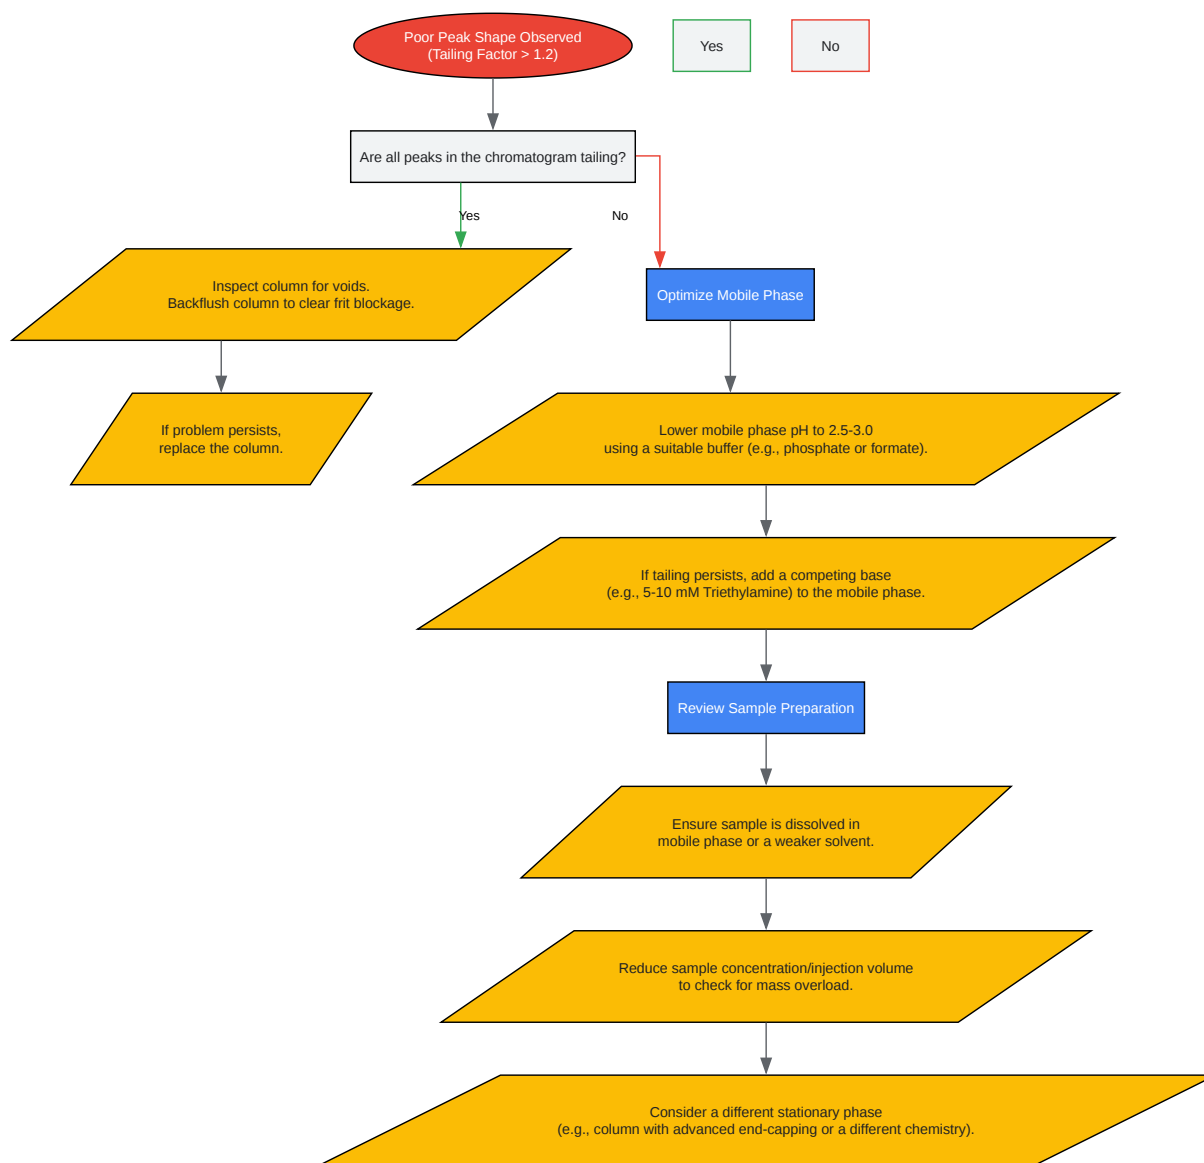 Poor Peak Shape Observed
(Tailing Factor > 1.2)
Yes
No
Are all peaks in the chromatogram tailing?
Yes
No
Inspect column for voids.
Backflush column to clear frit blockage.
Optimize Mobile Phase
If problem persists,
replace the column.
Lower mobile phase pH to 2.5-3.0
using a suitable buffer (e.g., phosphate or formate).
If tailing persists, add a competing base
(e.g., 5-10 mM Triethylamine) to the mobile phase.
Review Sample Preparation
Ensure sample is dissolved in
mobile phase or a weaker solvent.
Reduce sample concentration/injection volume
to check for mass overload.
Consider a different stationary phase
(e.g., column with advanced end-capping or a different chemistry).